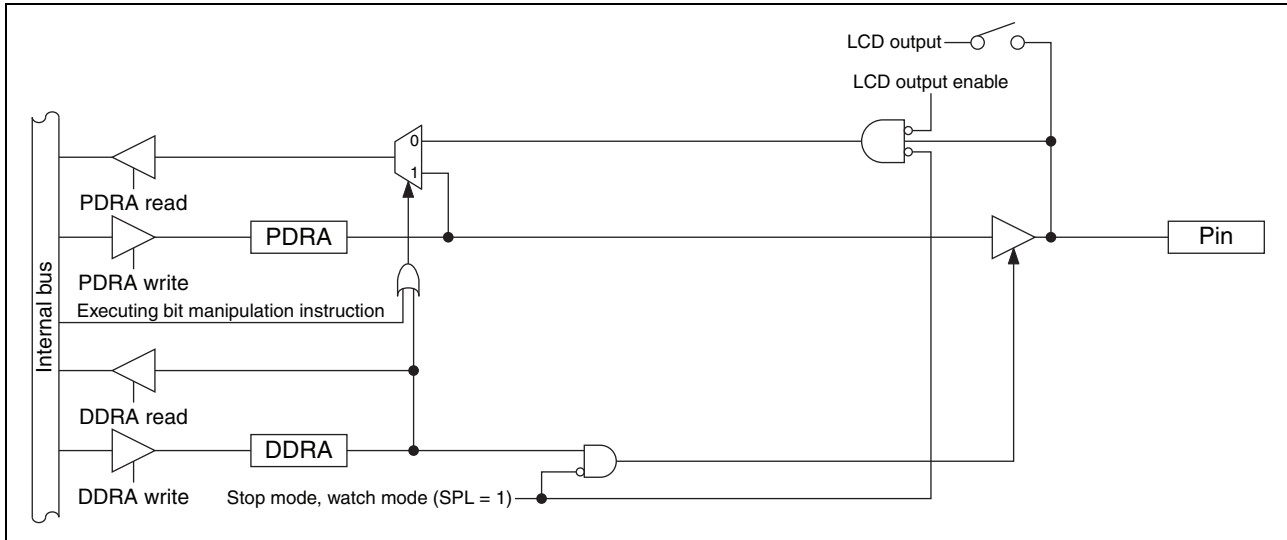 LCD output
LCD output enable
0
1
PDRA read
PDRA
Pin
PDRA write
Executing bit manipulation instruction
Internal bus
DDRA read
DDRA
DDRA write
Stop mode, watch mode (SPL = 1)